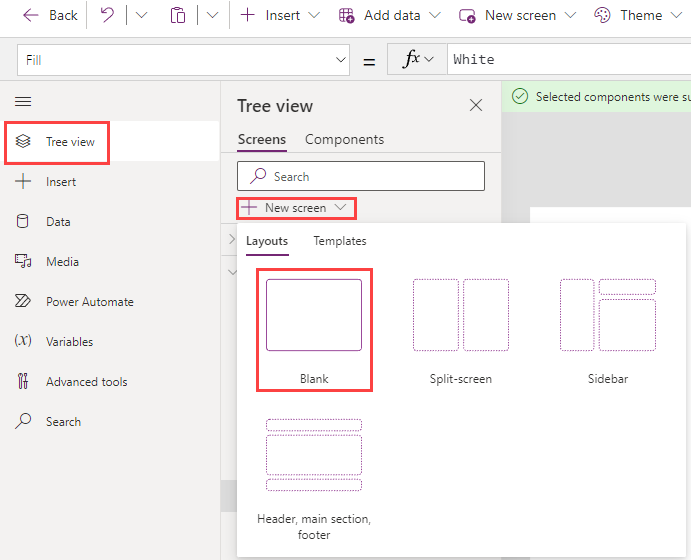 Back
Insert
Add data
New screen
Theme
Fill
=
fx
White
Tree view
Selected components were su
Screens
Components
Search
New screen
Layouts
Templates
Blank
Split-screen
Sidebar
Header, main section,
footer
Tree view
Insert
Data
Media
Power Automate
(x)
Variables
Advanced tools
Search